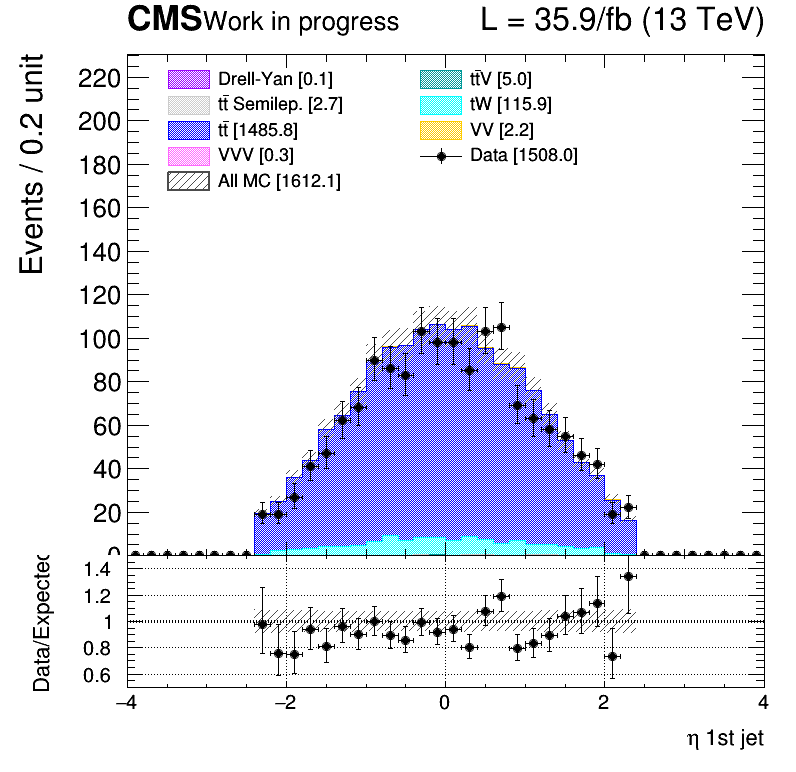 CMS Work in progress L = 35.9/fb (13 TeV)
Events / 0.2 unit
Drell-Yan [0.1]
tt̄ Semilep. [2.7]
tt̄ [1485.8]
VVV [0.3]
All MC [1612.1]
tt̄V [5.0]
tW [115.9]
VV [2.2]
Data [1508.0]
220
200
180
160
140
120
100
80
60
40
20
0
Data/Expected
1.4
1.2
1
0.8
0.6
−4 −2 0 2 4
η 1st jet